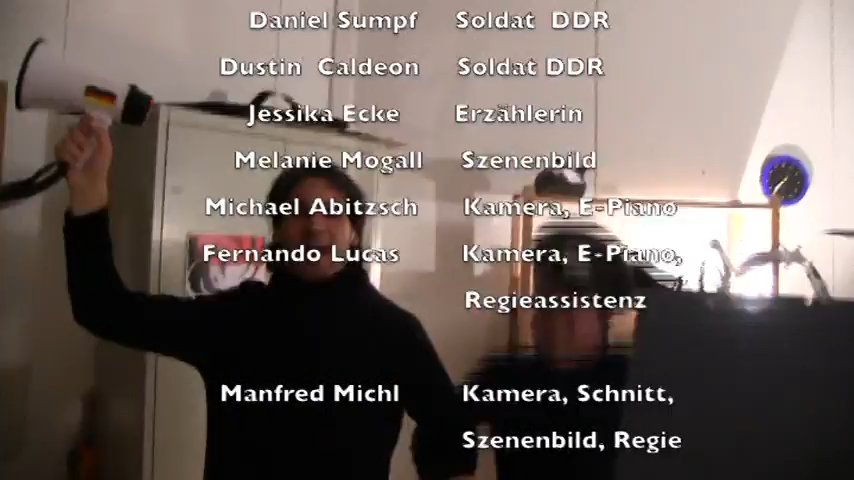 Daniel Sumpf Soldat DDR
Dustin Caldeon Soldat DDR
Jessika Ecke Erzählerin
Melanie Mogall Szenenbild
Michael Abitzsch Kamera, E-Piano
Fernando Lucas Kamera, E-Piano,
Regieassistenz
Manfred Michl Kamera, Schnitt,
Szenenbild, Regie